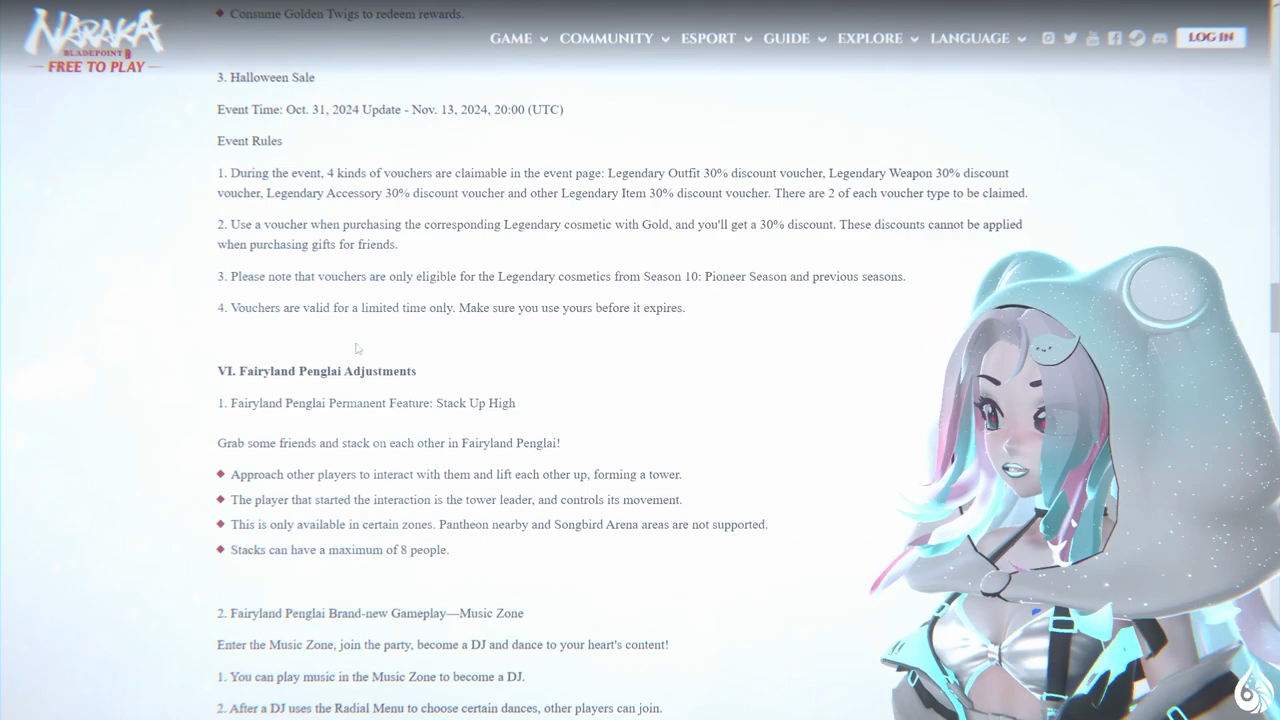 ◆ Consume Golden Twigs to redeem rewards.
NARAKA
BLADEPOINT
FREE TO PLAY
GAME COMMUNITY ESPORT GUIDE EXPLORE LANGUAGE LOG IN
3. Halloween Sale
Event Time: Oct. 31, 2024 Update - Nov. 13, 2024, 20:00 (UTC)
Event Rules
1. During the event, 4 kinds of vouchers are claimable in the event page: Legendary Outfit 30% discount voucher, Legendary Weapon 30% discount
voucher, Legendary Accessory 30% discount voucher and other Legendary Item 30% discount voucher. There are 2 of each voucher type to be claimed.
2. Use a voucher when purchasing the corresponding Legendary cosmetic with Gold, and you'll get a 30% discount. These discounts cannot be applied
when purchasing gifts for friends.
3. Please note that vouchers are only eligible for the Legendary cosmetics from Season 10: Pioneer Season and previous seasons.
4. Vouchers are valid for a limited time only. Make sure you use yours before it expires.
VI. Fairyland Penglai Adjustments
1. Fairyland Penglai Permanent Feature: Stack Up High
Grab some friends and stack on each other in Fairyland Penglai!
◆ Approach other players to interact with them and lift each other up, forming a tower.
◆ The player that started the interaction is the tower leader, and controls its movement.
◆ This is only available in certain zones. Pantheon nearby and Songbird Arena areas are not supported.
◆ Stacks can have a maximum of 8 people.
2. Fairyland Penglai Brand-new Gameplay—Music Zone
Enter the Music Zone, join the party, become a DJ and dance to your heart's content!
1. You can play music in the Music Zone to become a DJ.
2. After a DJ uses the Radial Menu to choose certain dances, other players can join.
6